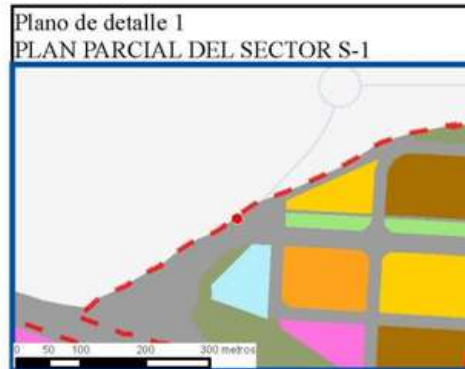 Plano de detalle 1
PLAN PARCIAL DEL SECTOR S-1
0 50 100 200 300 metros